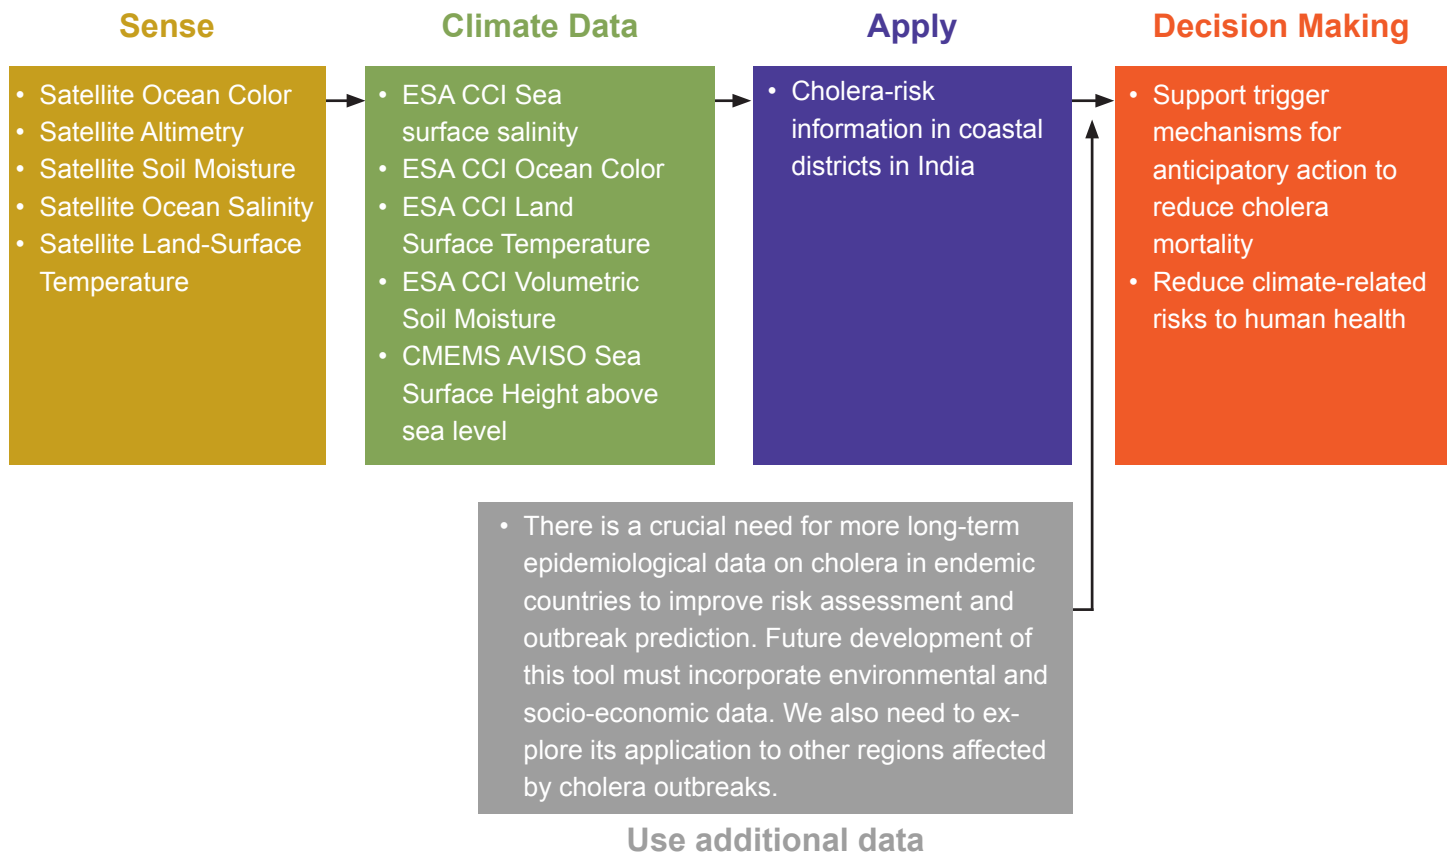 Sense
• Satellite Ocean Color
• Satellite Altimetry
• Satellite Soil Moisture
• Satellite Ocean Salinity
• Satellite Land-Surface
Temperature
Climate Data
• ESA CCI Sea
surface salinity
• ESA CCI Ocean Color
• ESA CCI Land
Surface Temperature
• ESA CCI Volumetric
Soil Moisture
• CMEMS AVISO Sea
Surface Height above
sea level
Apply
• Cholera-risk
information in coastal
districts in India
Decision Making
• Support trigger
mechanisms for
anticipatory action to
reduce cholera
mortality
• Reduce climate-related
risks to human health
• There is a crucial need for more long-term
epidemiological data on cholera in endemic
countries to improve risk assessment and
outbreak prediction. Future development of
this tool must incorporate environmental and
socio-economic data. We also need to ex-
plore its application to other regions affected
by cholera outbreaks.
Use additional data